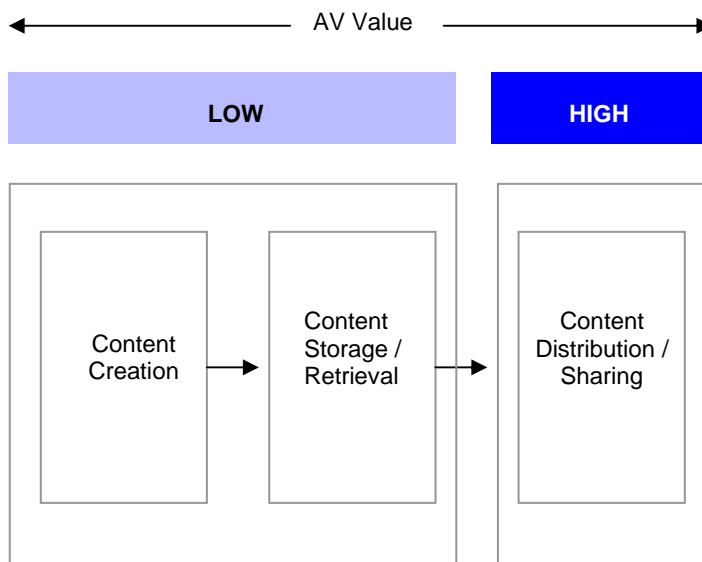 AV Value
LOW
HIGH
Content
Creation
Content
Storage /
Retrieval
Content
Distribution /
Sharing